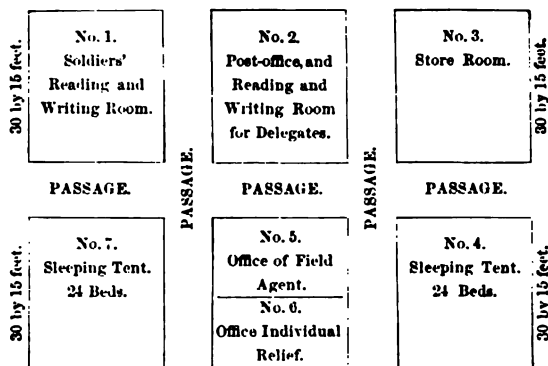 No. 1.
Soldiers'
Reading and
Writing Room.
30 by 15 feet.
No. 2.
Post-office, and
Reading and
Writing Room
for Delegates.
No. 3.
Store Room.
30 by 15 feet.
PASSAGE.
PASSAGE.
PASSAGE.
PASSAGE.
PASSAGE.
No. 7.
Sleeping Tent.
24 Beds.
30 by 15 feet.
No. 5.
Office of Field
Agent.
No. 6.
Office Individual
Relief.
No. 4.
Sleeping Tent.
24 Beds.
30 by 15 feet.